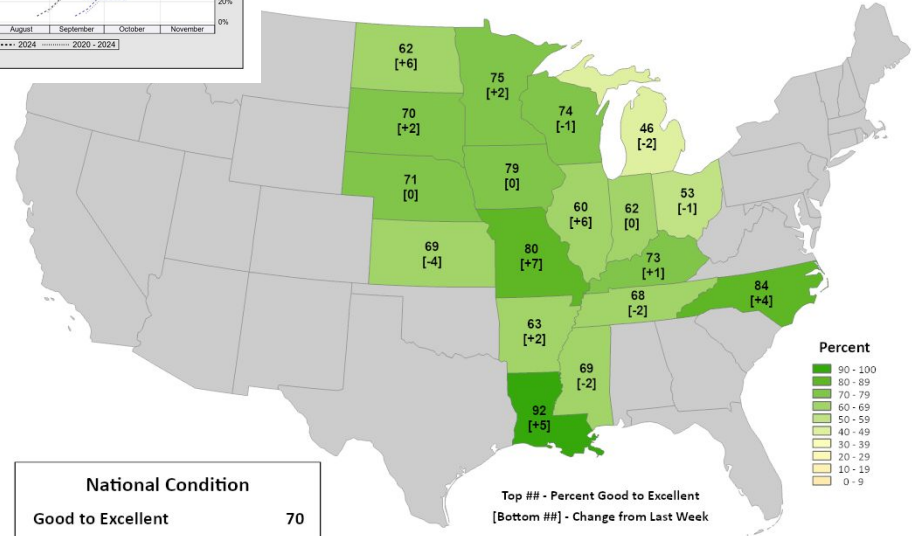 20%
0%
August September October November
2024 2020 - 2024
62
[+6]
75
[+2]
74
[-1]
46
[-2]
70
[+2]
79
[0]
71
[0]
60
[+6]
62
[0]
53
[-1]
69
[-4]
80
[+7]
73
[+1]
68
[-2]
84
[+4]
63
[+2]
69
[-2]
92
[+5]
Percent
90 - 100
80 - 89
70 - 79
60 - 69
50 - 59
40 - 49
30 - 39
20 - 29
10 - 19
0 - 9
National Condition
Good to Excellent 70
Top ## - Percent Good to Excellent
[Bottom ##] - Change from Last Week